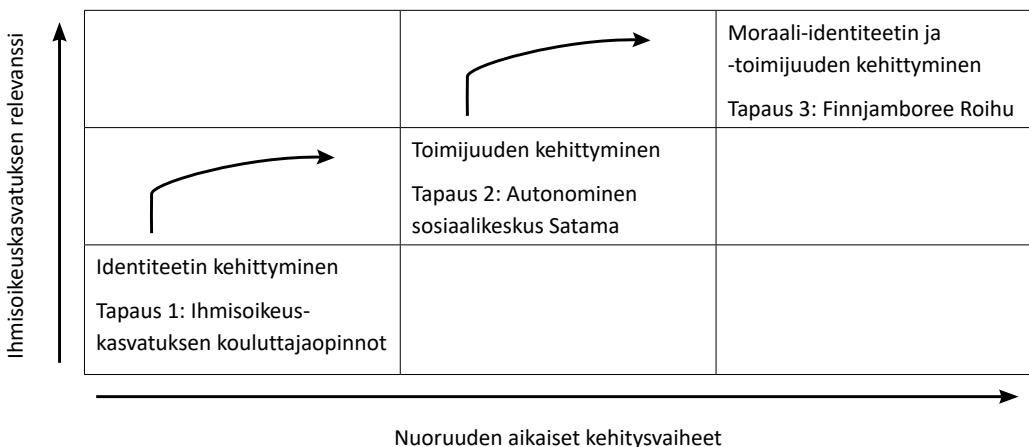 Ihmisoikeuskasvatuksen relevanssi
Moraali-identiteetin ja
-toimijuuden kehittyminen
Tapaus 3: Finnjamboree Roihu
Toimijuuden kehittyminen
Tapaus 2: Autonominen
sosiaalikeskus Satama
Identiteetin kehittyminen
Tapaus 1: Ihmisoikeus-
kasvatuksen kouluttajaopinnot
Nuoruuden aikaiset kehitysvaiheet